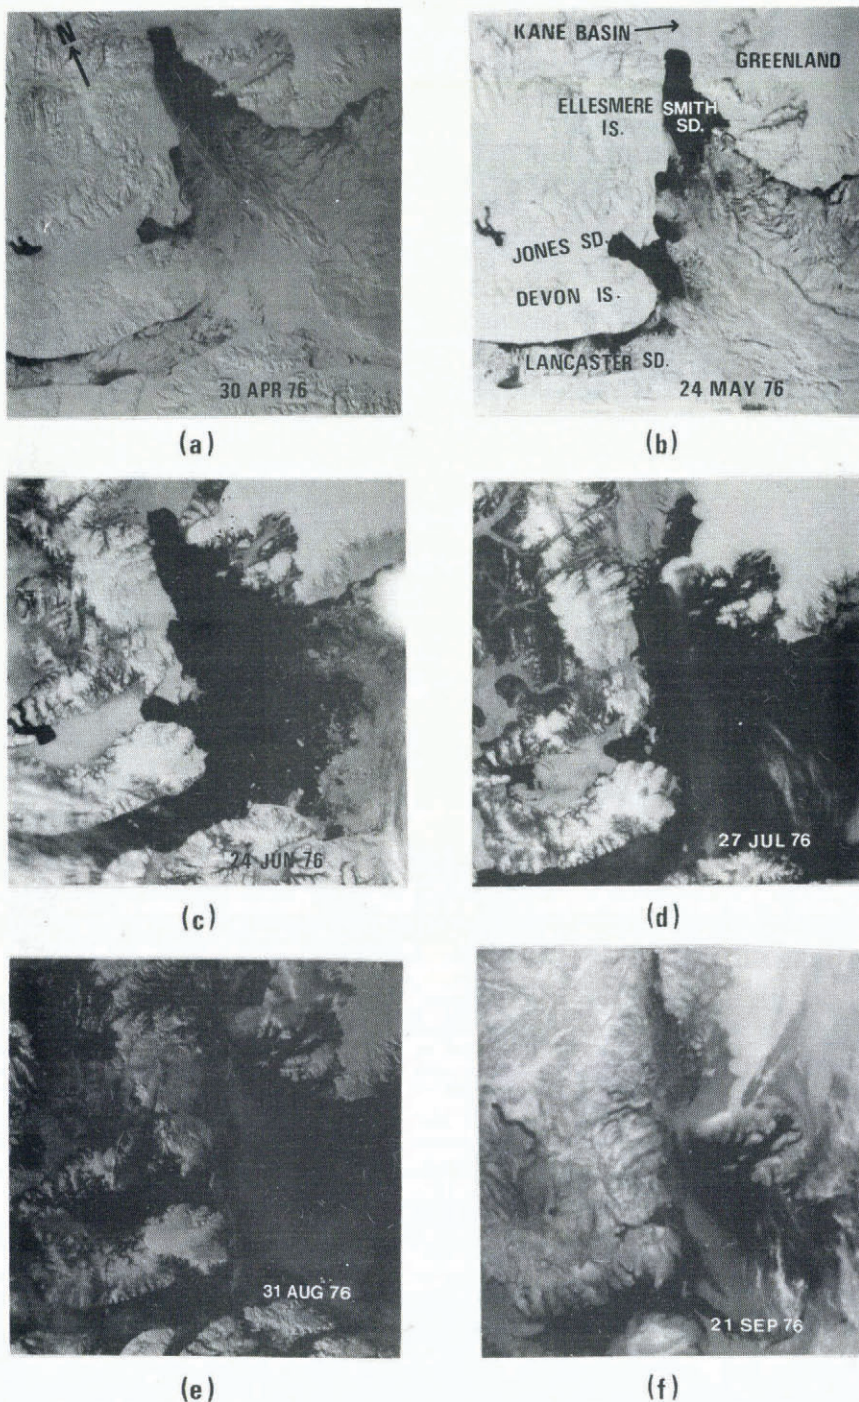 N
30 APR 76
(a)
KANE BASIN
GREENLAND
ELLESMERE
IS.
SMITH
SD.
JONES SD.
DEVON IS.
LANCASTER SD.
24 MAY 76
(b)
24 JUN 76
(c)
27 JUL 76
(d)
31 AUG 76
(e)
21 SEP 76
(f)